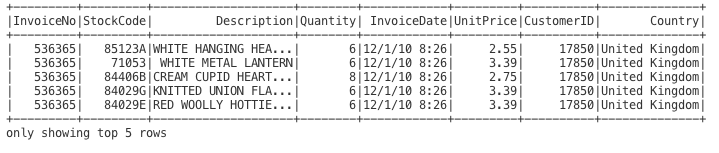 +---------+---------+--------------------+--------+------------+---------+----------+--------------+
|InvoiceNo|StockCode|         Description|Quantity| InvoiceDate|UnitPrice|CustomerID|       Country|
+---------+---------+--------------------+--------+------------+---------+----------+--------------+
|   536365|   85123A|WHITE HANGING HEA...|       6|12/1/10 8:26|     2.55|     17850|United Kingdom|
|   536365|    71053| WHITE METAL LANTERN|       6|12/1/10 8:26|     3.39|     17850|United Kingdom|
|   536365|   84406B|CREAM CUPID HEART...|       8|12/1/10 8:26|     2.75|     17850|United Kingdom|
|   536365|   84029G|KNITTED UNION FLA...|       6|12/1/10 8:26|     3.39|     17850|United Kingdom|
|   536365|   84029E|RED WOOLLY HOTTIE...|       6|12/1/10 8:26|     3.39|     17850|United Kingdom|
+---------+---------+--------------------+--------+------------+---------+----------+--------------+
only showing top 5 rows